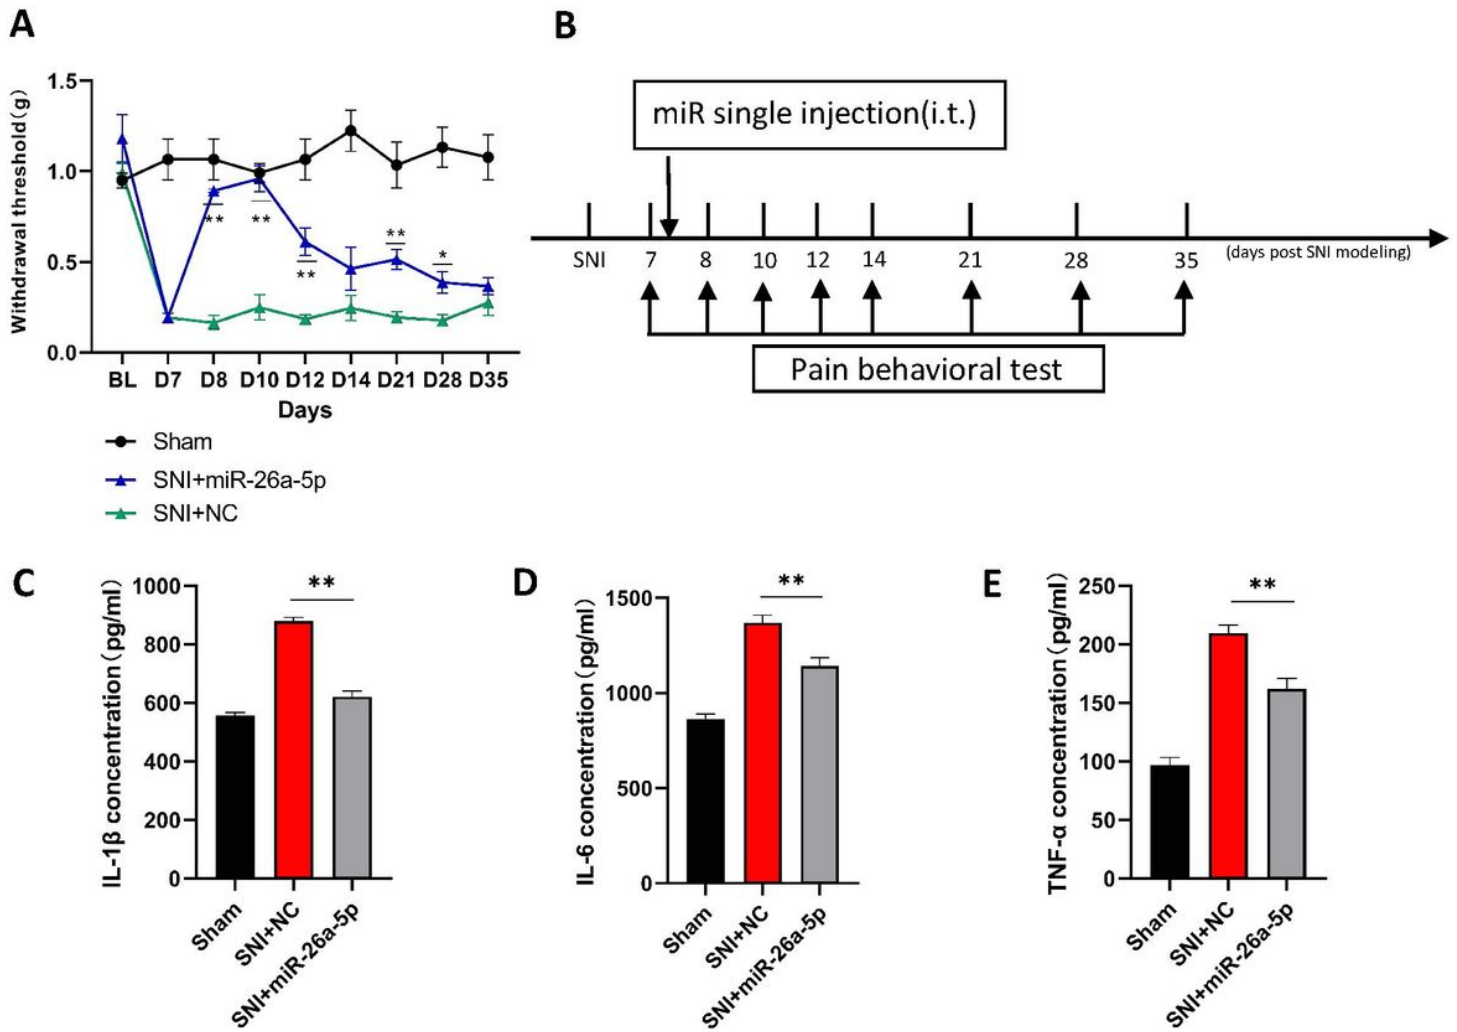 A
Withdrawal threshold(g)
1.5
1.0
0.5
0.0
**
**
**
**
*
BL D7 D8 D10 D12 D14 D21 D28 D35
Days
Sham
SNI+miR-26a-5p
SNI+NC
B
miR single injection(i.t.)
SNI 7 8 10 12 14 21 28 35 (days post SNI modeling)
Pain behavioral test
C
IL-1β concentration(pg/ml)
1000
800
600
400
200
0
**
Sham
SNI+NC
SNI+miR-26a-5p
D
IL-6 concentration(pg/ml)
1500
1000
500
0
**
Sham
SNI+NC
SNI+miR-26a-5p
E
TNF-α concentration(pg/ml)
250
200
150
100
50
0
**
Sham
SNI+NC
SNI+miR-26a-5p